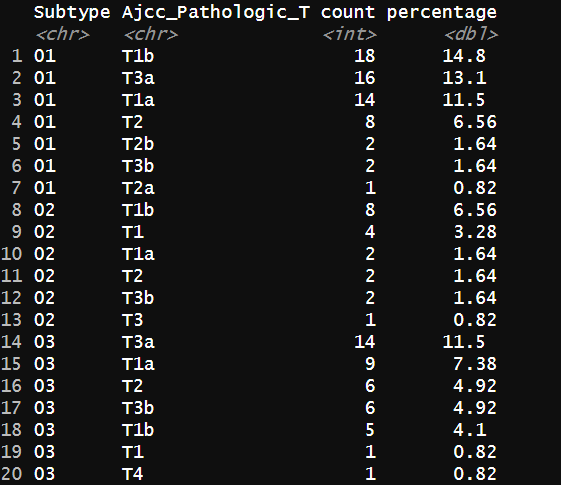 Subtype Ajcc_Pathologic_T count percentage
<chr> <chr> <int> <dbl>
1 01 T1b 18 14.8
2 01 T3a 16 13.1
3 01 T1a 14 11.5
4 01 T2 8 6.56
5 01 T2b 2 1.64
6 01 T3b 2 1.64
7 01 T2a 1 0.82
8 02 T1b 8 6.56
9 02 T1 4 3.28
10 02 T1a 2 1.64
11 02 T2 2 1.64
12 02 T3b 2 1.64
13 02 T3 1 0.82
14 03 T3a 14 11.5
15 03 T1a 9 7.38
16 03 T2 6 4.92
17 03 T3b 6 4.92
18 03 T1b 5 4.1
19 03 T1 1 0.82
20 03 T4 1 0.82